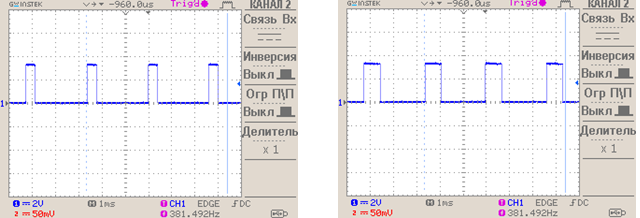 GWINSTEK -960.0us Trig'd КАНАЛ 2
Связь Вх
Инверсия
Выкл
Огр П\П
Выкл
Делитель
x 1
1
1 2V M 1ms T CH1 EDGE DC
2 50mV 381.492Hz
GWINSTEK -960.0us Trig'd КАНАЛ 2
Связь Вх
Инверсия
Выкл
Огр П\П
Выкл
Делитель
x 1
1
1 2V M 1ms T CH1 EDGE DC
2 50mV 381.492Hz